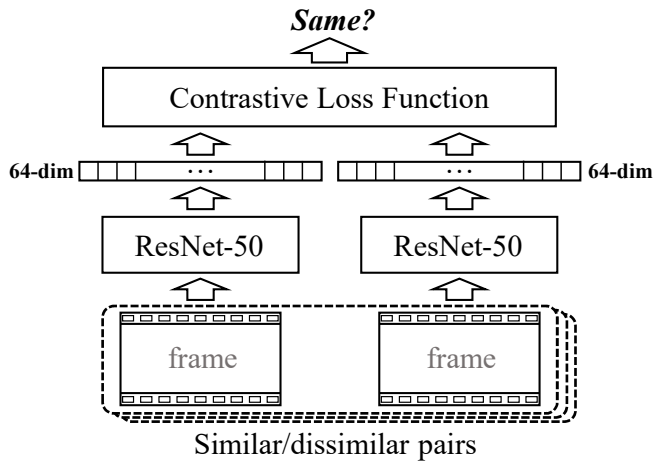 Same?
Contrastive Loss Function
64-dim ... ... 64-dim
ResNet-50 ResNet-50
frame frame
Similar/dissimilar pairs